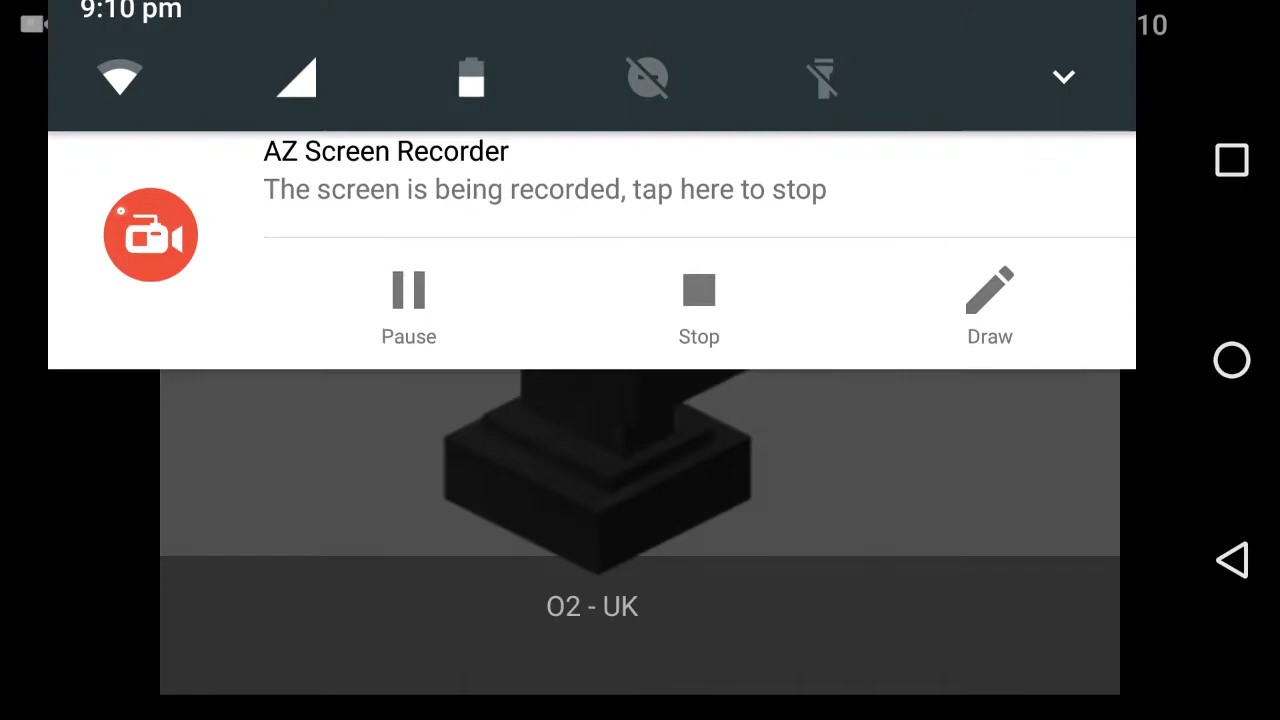 9:10 pm
10
AZ Screen Recorder
The screen is being recorded, tap here to stop
Pause
Stop
Draw
O2 - UK